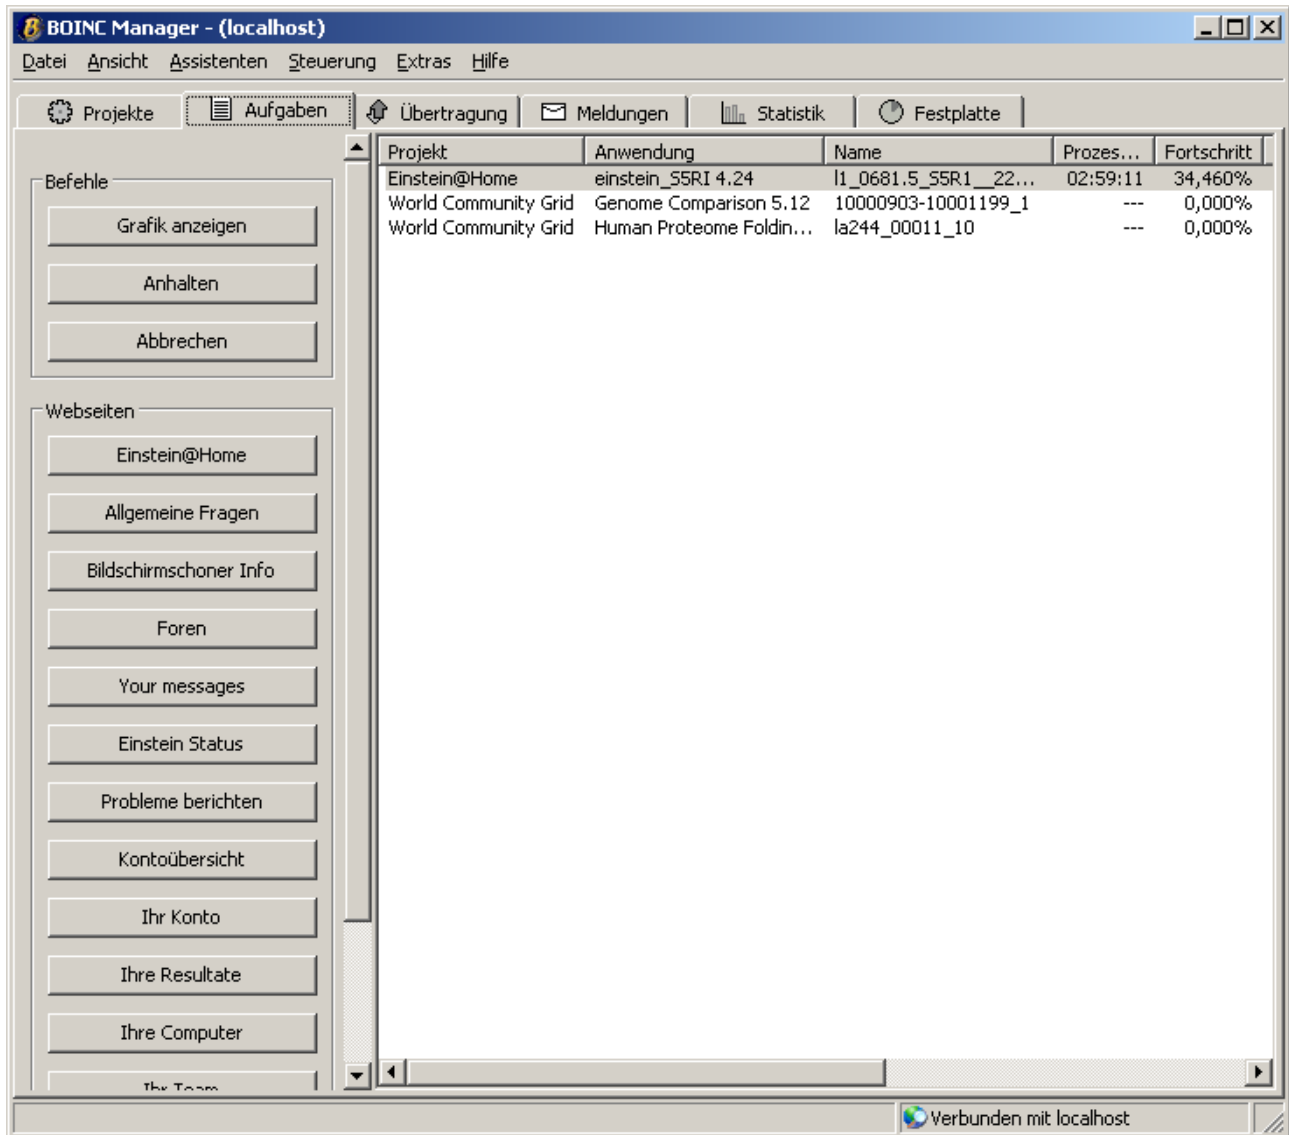 BOINC Manager - (localhost)
Datei Ansicht Assistenten Steuerung Extras Hilfe
Projekte Aufgaben Übertragung Meldungen Statistik Festplatte
Befehle
Grafik anzeigen
Anhalten
Abbrechen
Webseiten
Einstein@Home
Allgemeine Fragen
Bildschirmschoner Info
Foren
Your messages
Einstein Status
Probleme berichten
Kontoübersicht
Ihr Konto
Ihre Resultate
Ihre Computer
Ihr Team
Projekt Anwendung Name Prozes... Fortschritt
Einstein@Home einstein_S5RI 4.24 l1_0681.5_S5R1__22... 02:59:11 34,460%
World Community Grid Genome Comparison 5.12 10000903-10001199_1 --- 0,000%
World Community Grid Human Proteome Foldin... la244_00011_10 --- 0,000%
Verbunden mit localhost